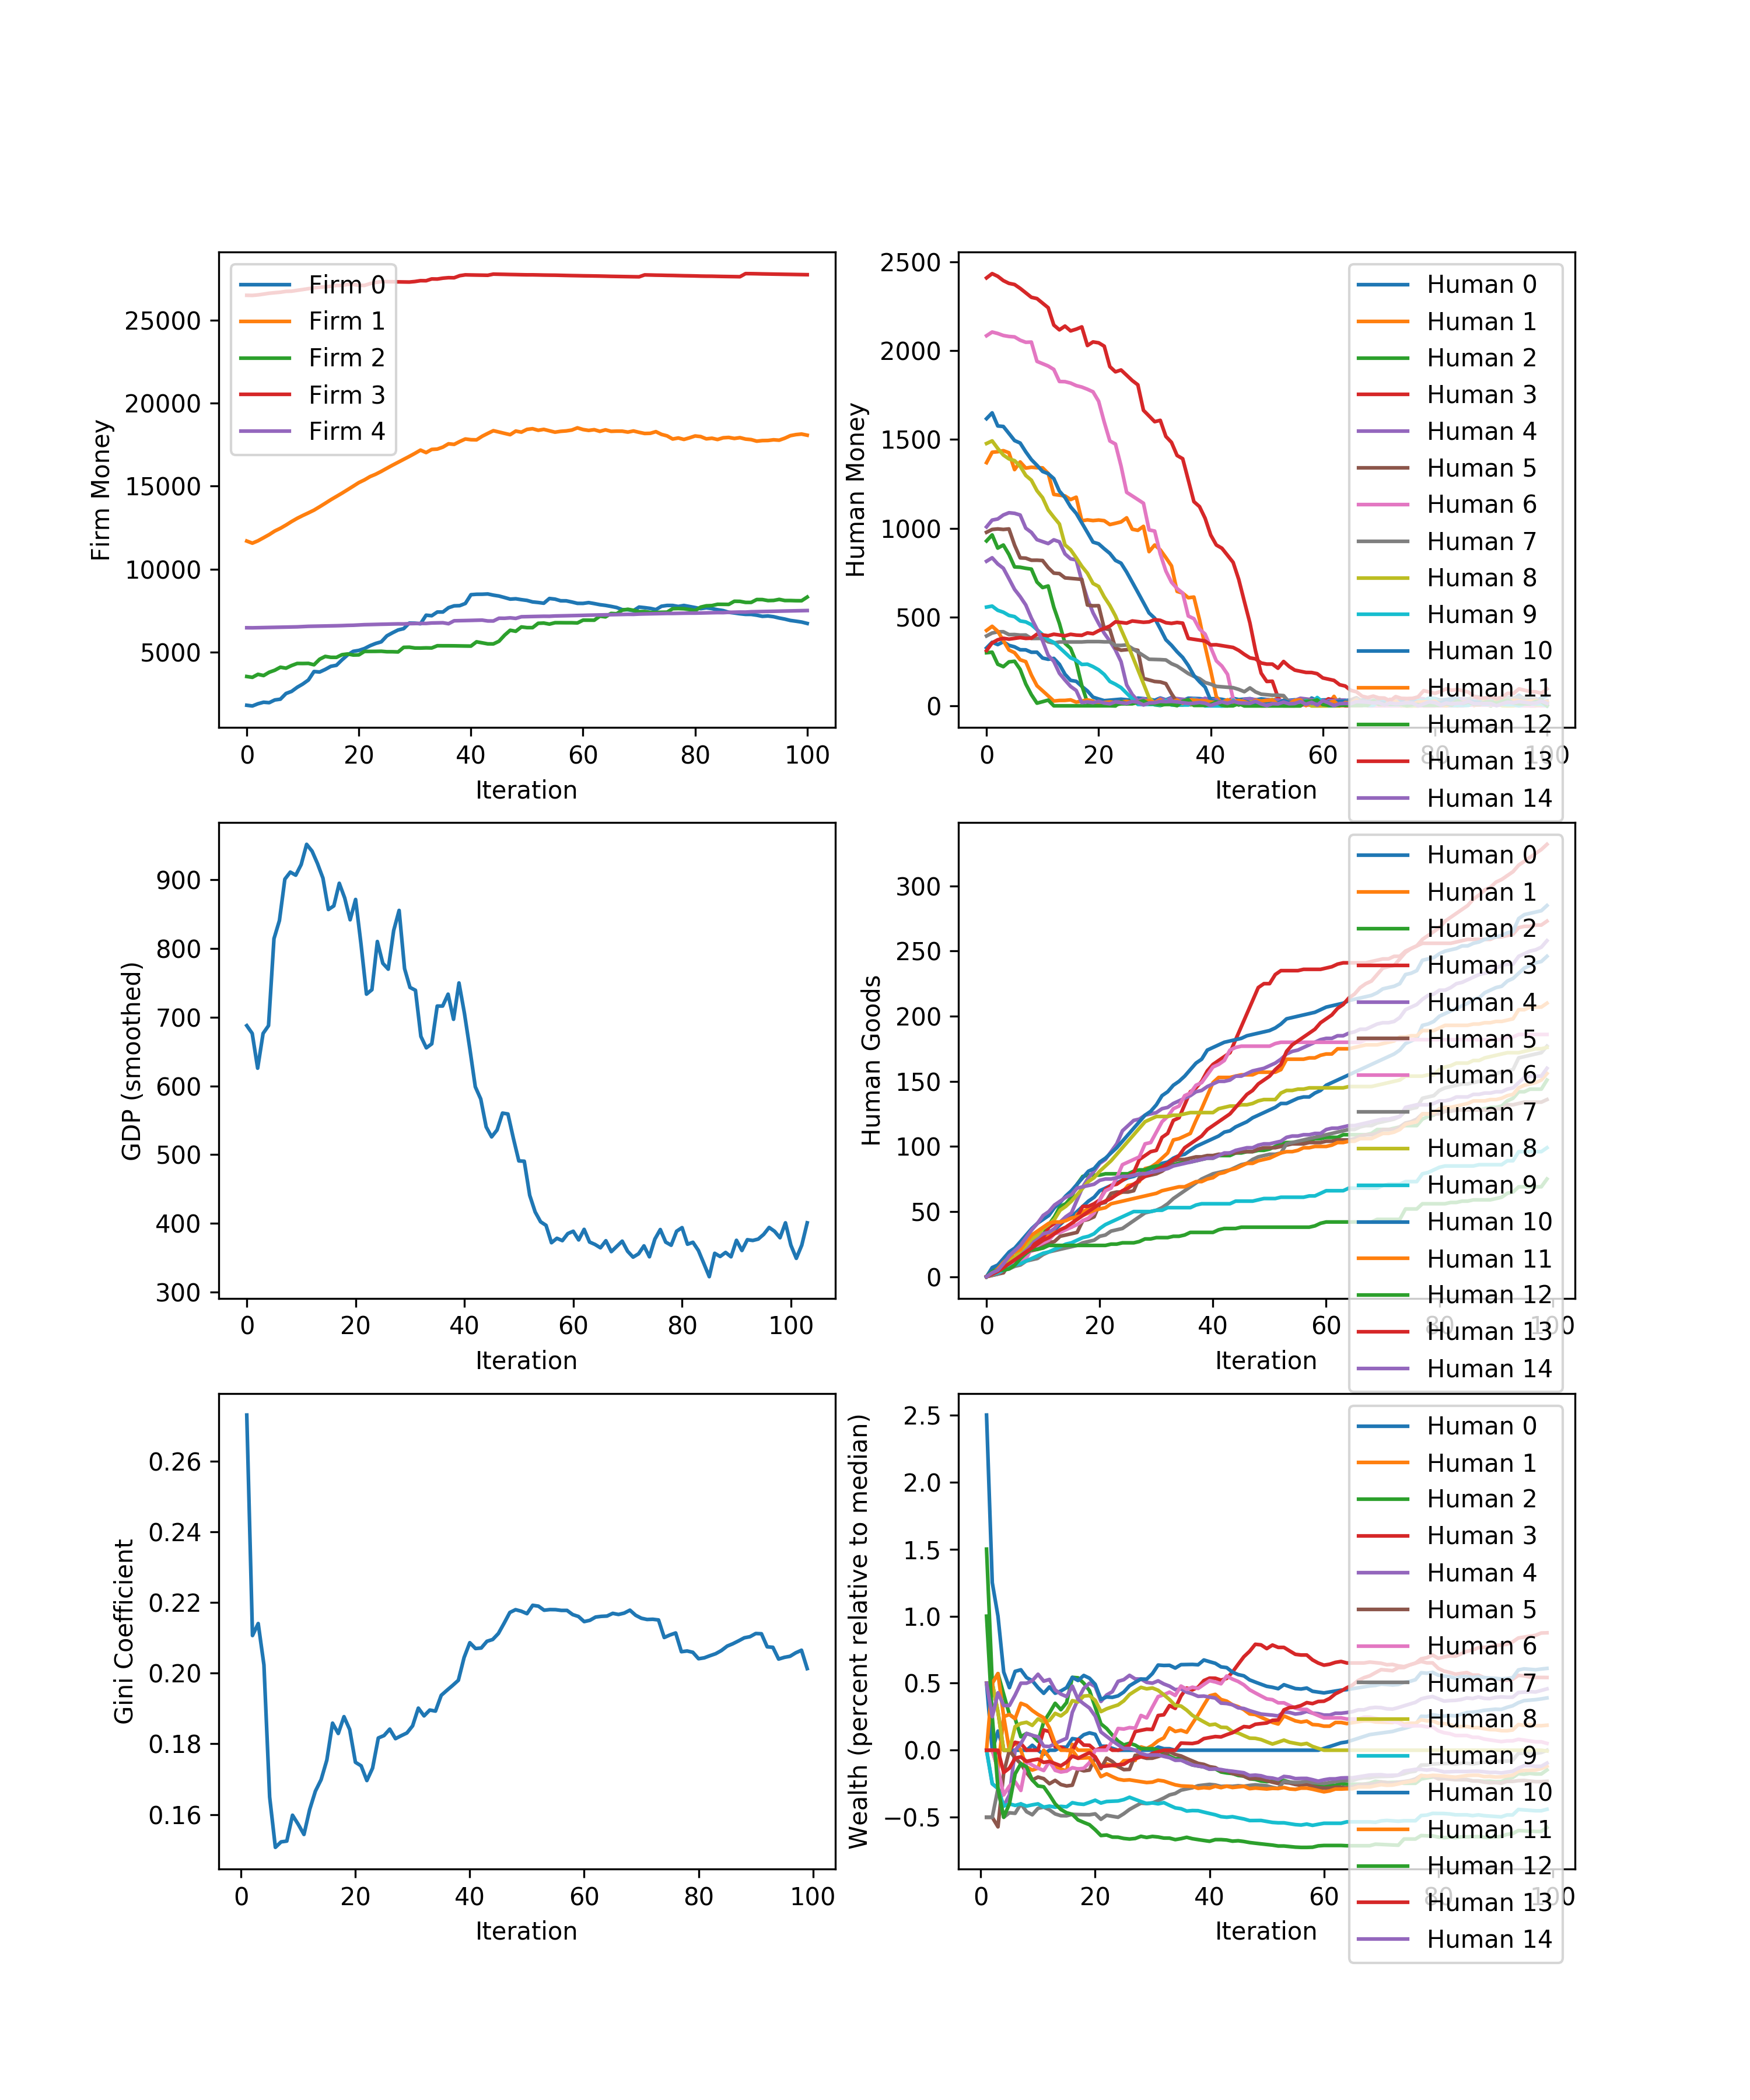 Firm Money
25000
20000
15000
10000
5000
Firm 0
Firm 1
Firm 2
Firm 3
Firm 4
0 20 40 60 80 100
Iteration
Human Money
2500
2000
1500
1000
500
0
Human 0
Human 1
Human 2
Human 3
Human 4
Human 5
Human 6
Human 7
Human 8
Human 9
Human 10
Human 11
Human 12
Human 13
Human 14
0 20 40 60 80 100
Iteration
GDP (smoothed)
900
800
700
600
500
400
300
0 20 40 60 80 100
Iteration
Human Goods
300
250
200
150
100
50
0
Human 0
Human 1
Human 2
Human 3
Human 4
Human 5
Human 6
Human 7
Human 8
Human 9
Human 10
Human 11
Human 12
Human 13
Human 14
0 20 40 60 80 100
Iteration
Gini Coefficient
0.26
0.24
0.22
0.20
0.18
0.16
0 20 40 60 80 100
Iteration
Wealth (percent relative to median)
2.5
2.0
1.5
1.0
0.5
0.0
−0.5
Human 0
Human 1
Human 2
Human 3
Human 4
Human 5
Human 6
Human 7
Human 8
Human 9
Human 10
Human 11
Human 12
Human 13
Human 14
0 20 40 60 80 100
Iteration